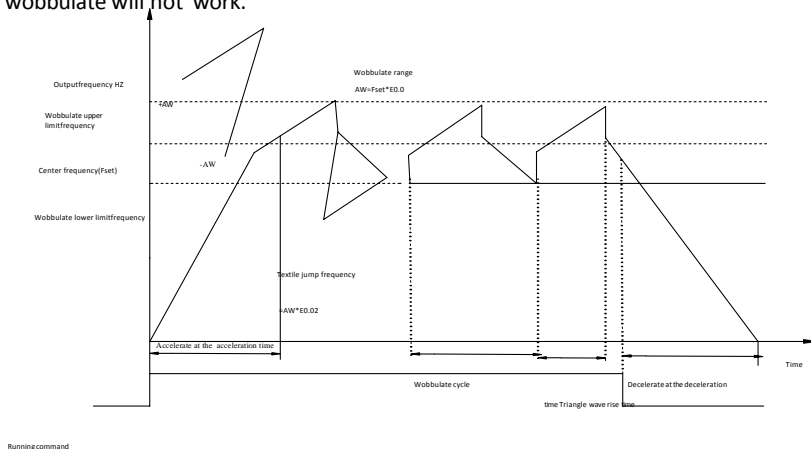 wobbulate will not work.
Outputfrequency HZ
Wobbulate range
AW=Fset*E0.0
+AW
Wobbulate upper
limitfrequency
-AW
Center frequency(Fset)
Wobbulate lower limitfrequency
Textile jump frequency
=AW*E0.02
Accelerate at the acceleration time
Time
Wobbulate cycle
Decelerate at the deceleration
time Triangle wave rise time
Running command